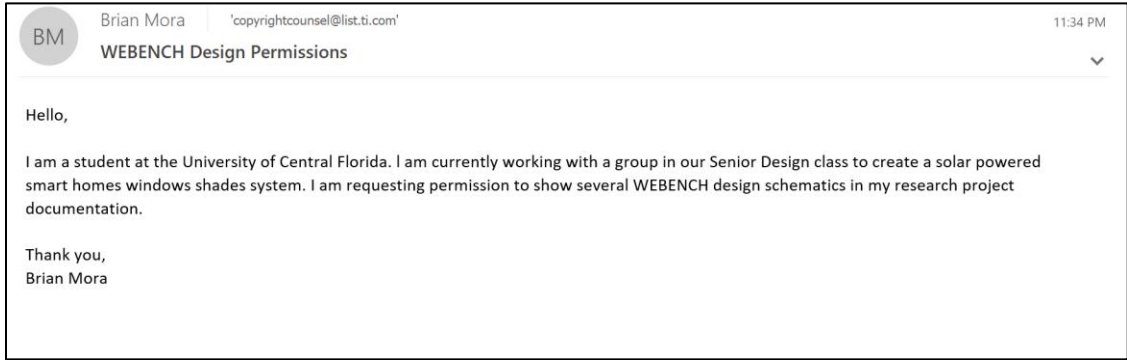 BM
Brian Mora 'copyrightcounsel@list.ti.com' 11:34 PM
WEBENCH Design Permissions
Hello,
I am a student at the University of Central Florida. I am currently working with a group in our Senior Design class to create a solar powered
smart homes windows shades system. I am requesting permission to show several WEBENCH design schematics in my research project
documentation.
Thank you,
Brian Mora